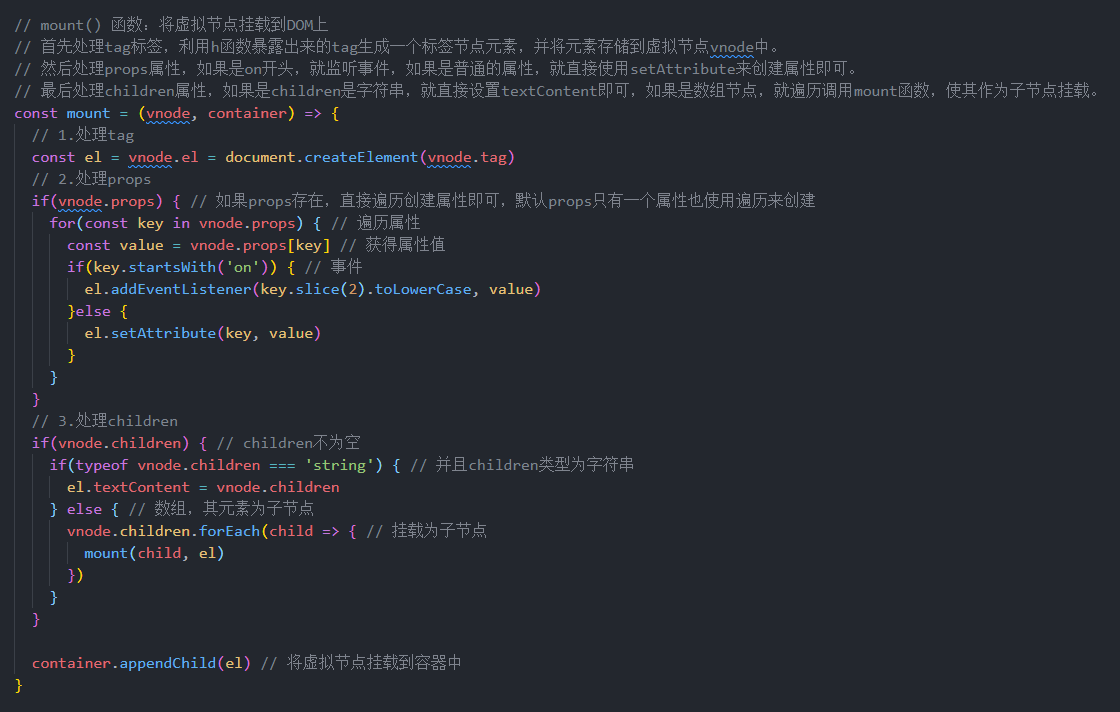 // mount() 函数：将虚拟节点挂载到DOM上
// 首先处理tag标签，利用h函数暴露出来的tag生成一个标签节点元素，并将元素存储到虚拟节点vnode中。
// 然后处理props属性，如果是on开头，就监听事件，如果是普通的属性，就直接使用setAttribute来创建属性即可。
// 最后处理children属性，如果是children是字符串，就直接设置textContent即可，如果是数组节点，就遍历调用mount函数，使其作为子节点挂载。
const mount = (vnode, container) => {
  // 1.处理tag
  const el = vnode.el = document.createElement(vnode.tag)
  // 2.处理props
  if(vnode.props) { // 如果props存在，直接遍历创建属性即可，默认props只有一个属性也使用遍历来创建
    for(const key in vnode.props) { // 遍历属性
      const value = vnode.props[key] // 获得属性值
      if(key.startsWith('on')) { // 事件
        el.addEventListener(key.slice(2).toLowerCase, value)
      }else {
        el.setAttribute(key, value)
      }
    }
  }
  // 3.处理children
  if(vnode.children) { // children不为空
    if(typeof vnode.children === 'string') { // 并且children类型为字符串
      el.textContent = vnode.children
    } else { // 数组，其元素为子节点
      vnode.children.forEach(child => { // 挂载为子节点
        mount(child, el)
      })
    }
  }

  container.appendChild(el) // 将虚拟节点挂载到容器中
}